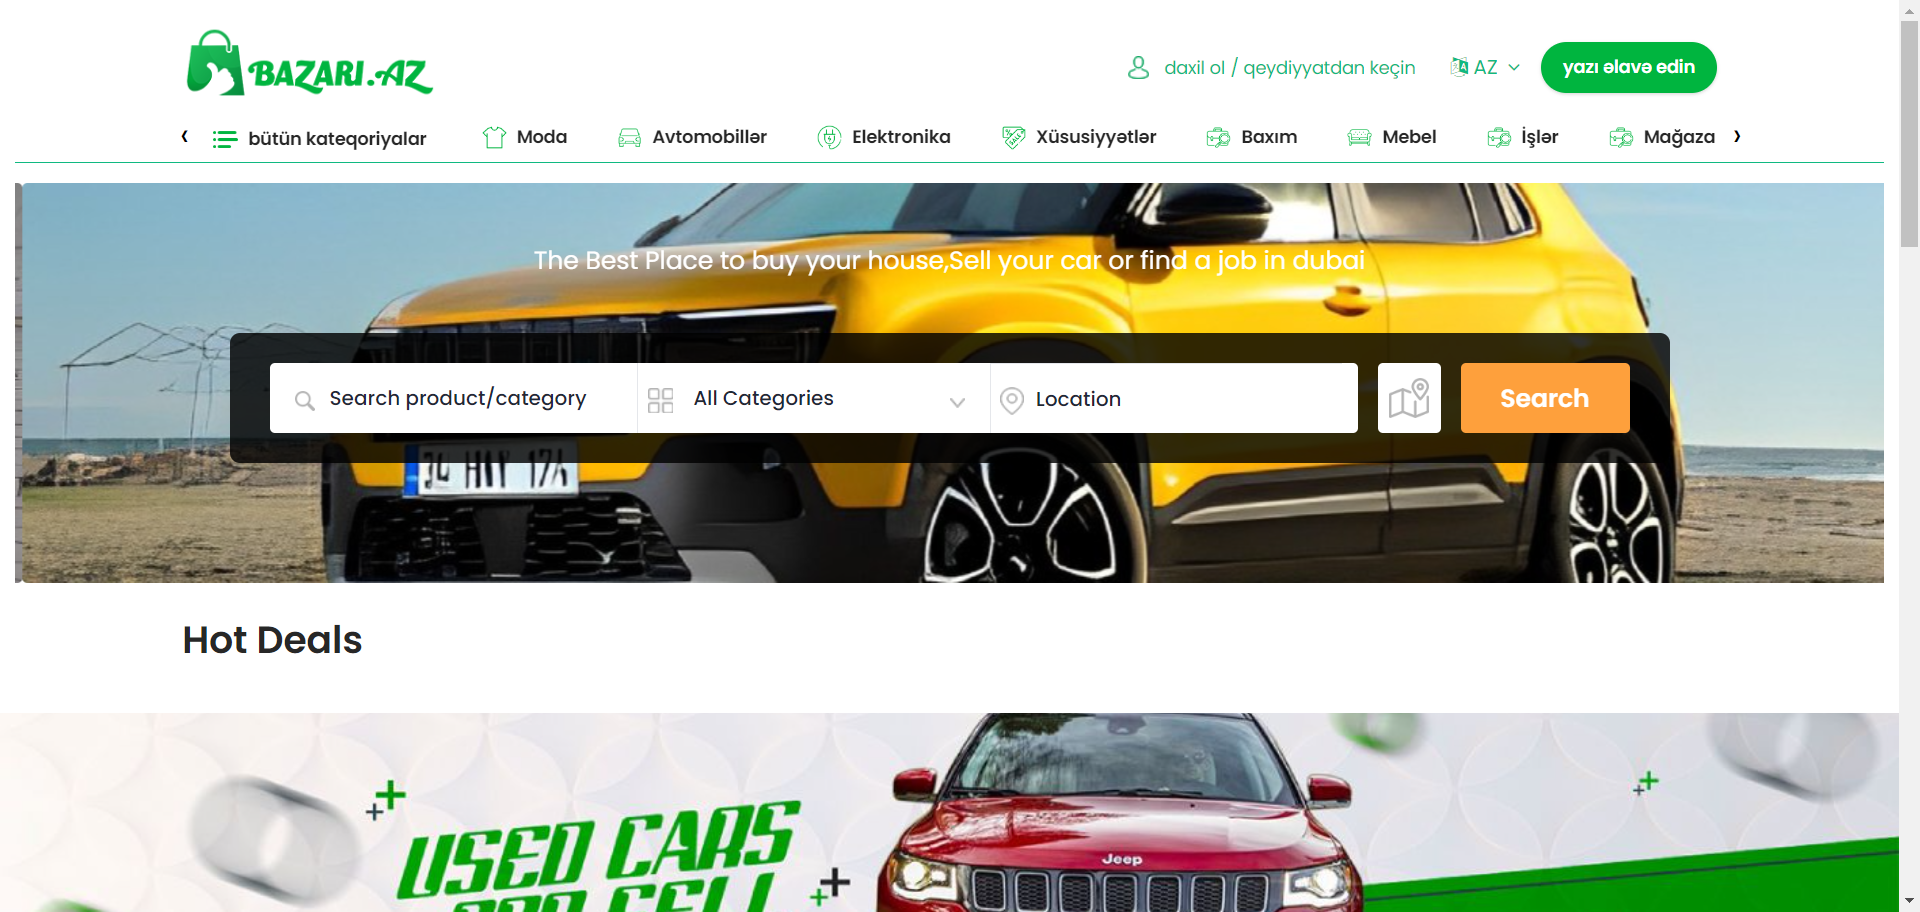 BAZARI.AZ
daxil ol / qeydiyyatdan keçin
AZ
yazı əlavə edin
bütün kateqoriyalar
Moda
Avtomobillər
Elektronika
Xüsusiyyətlər
Baxım
Mebel
İşlər
Mağaza
The Best Place to buy your house,Sell your car or find a job in dubai
Search product/category
All Categories
Location
Search
Hot Deals
USED CARS
Jeep